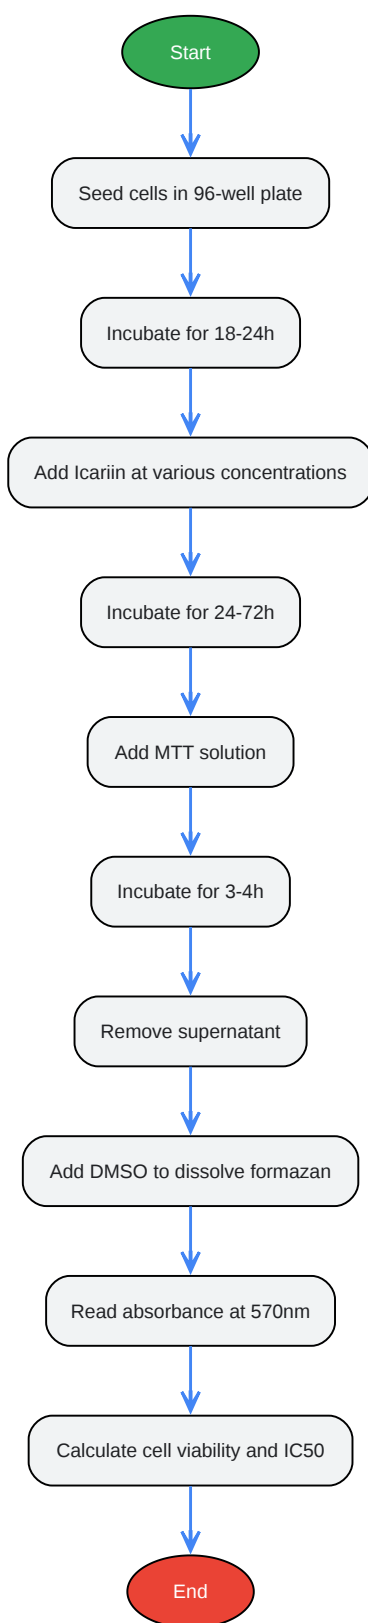 Start
Seed cells in 96-well plate
Incubate for 18-24h
Add Icariin at various concentrations
Incubate for 24-72h
Add MTT solution
Incubate for 3-4h
Remove supernatant
Add DMSO to dissolve formazan
Read absorbance at 570nm
Calculate cell viability and IC50
End